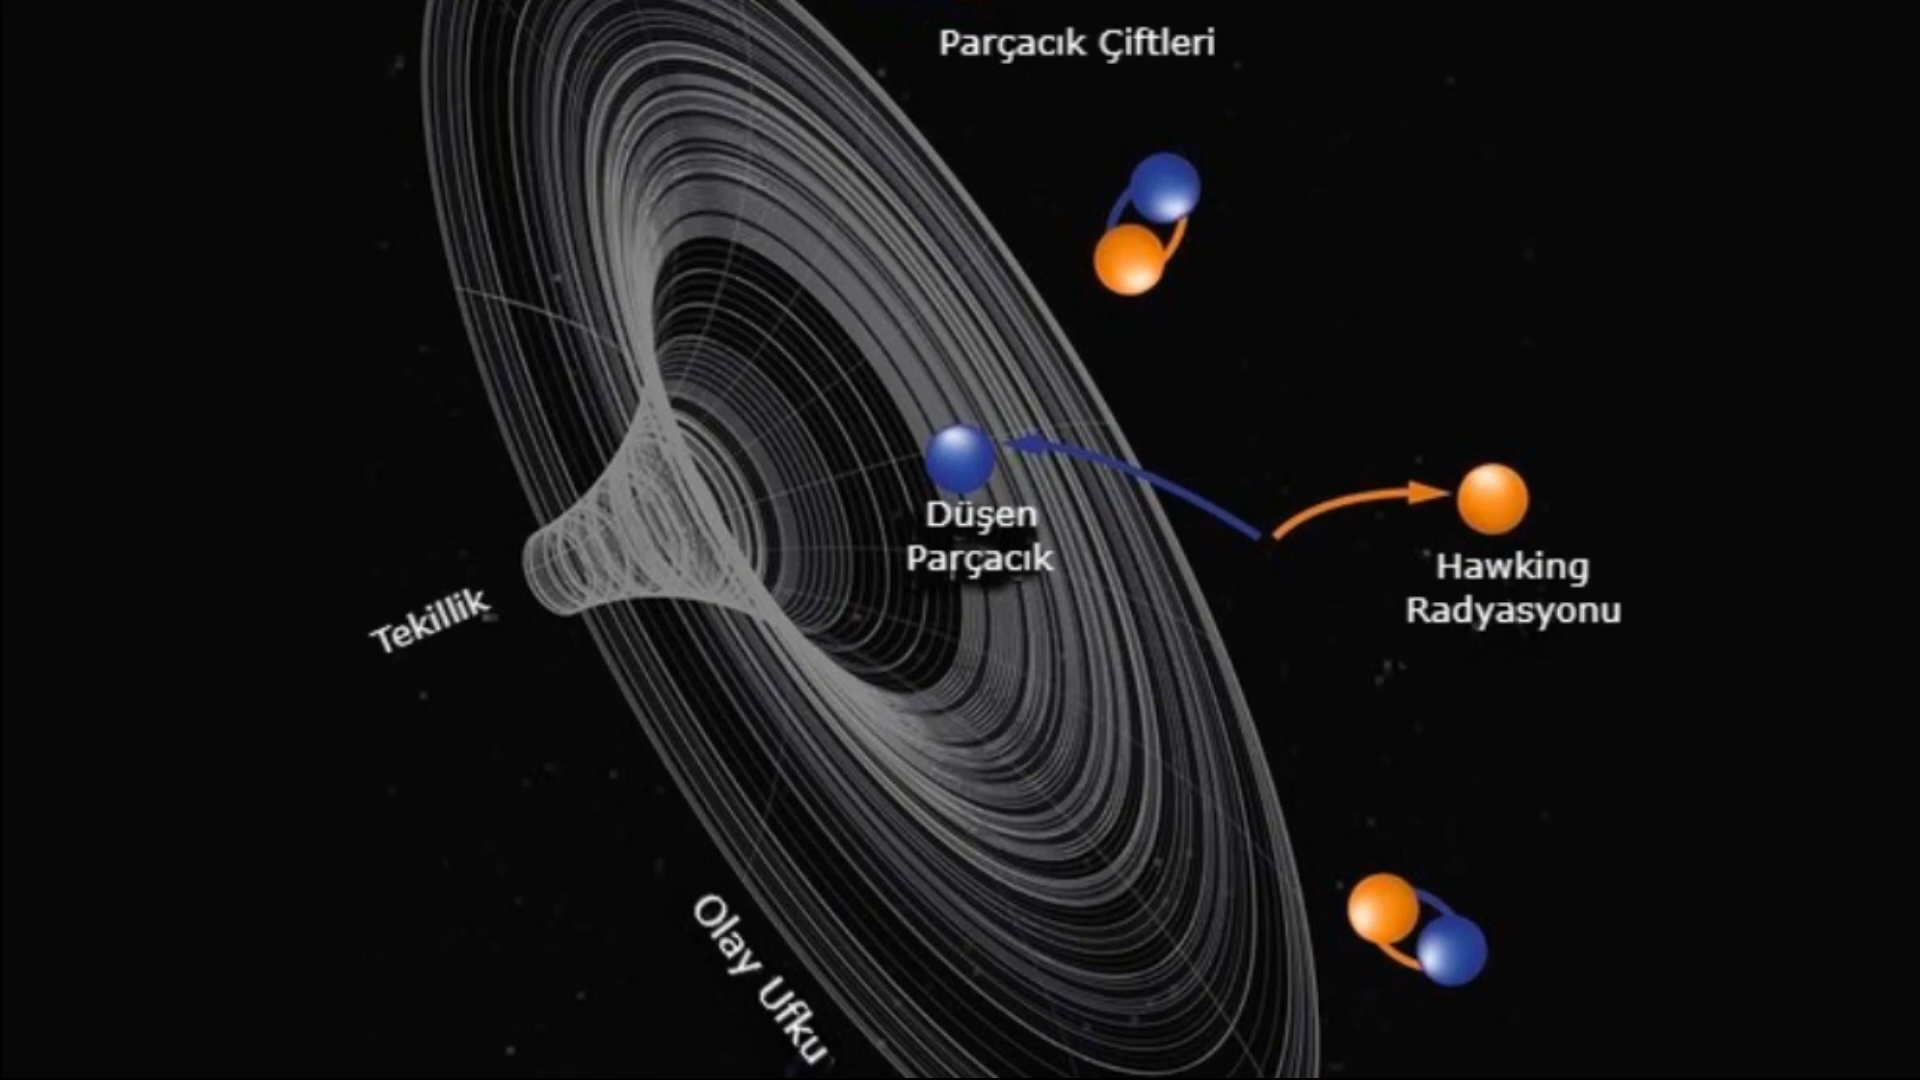 Parçacık Çiftleri
Düşen
Parçacık
Hawking
Radyasyonu
Tekillik
Olay Ufku